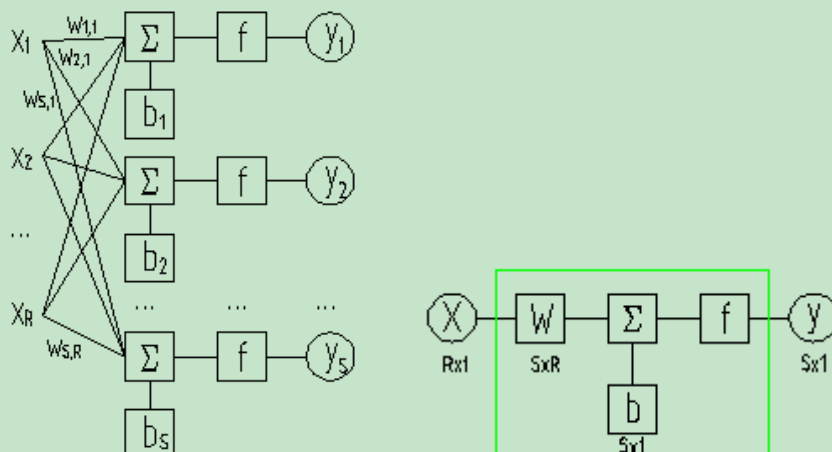 X1 W1,1 Σ f y1
W2,1
WS,1
b1
X2 Σ f y2
...
b2
XR ... ... ...
X W Σ f y
WS,R Σ f yS
Rx1 SxR Sx1
b
bS
Sx1